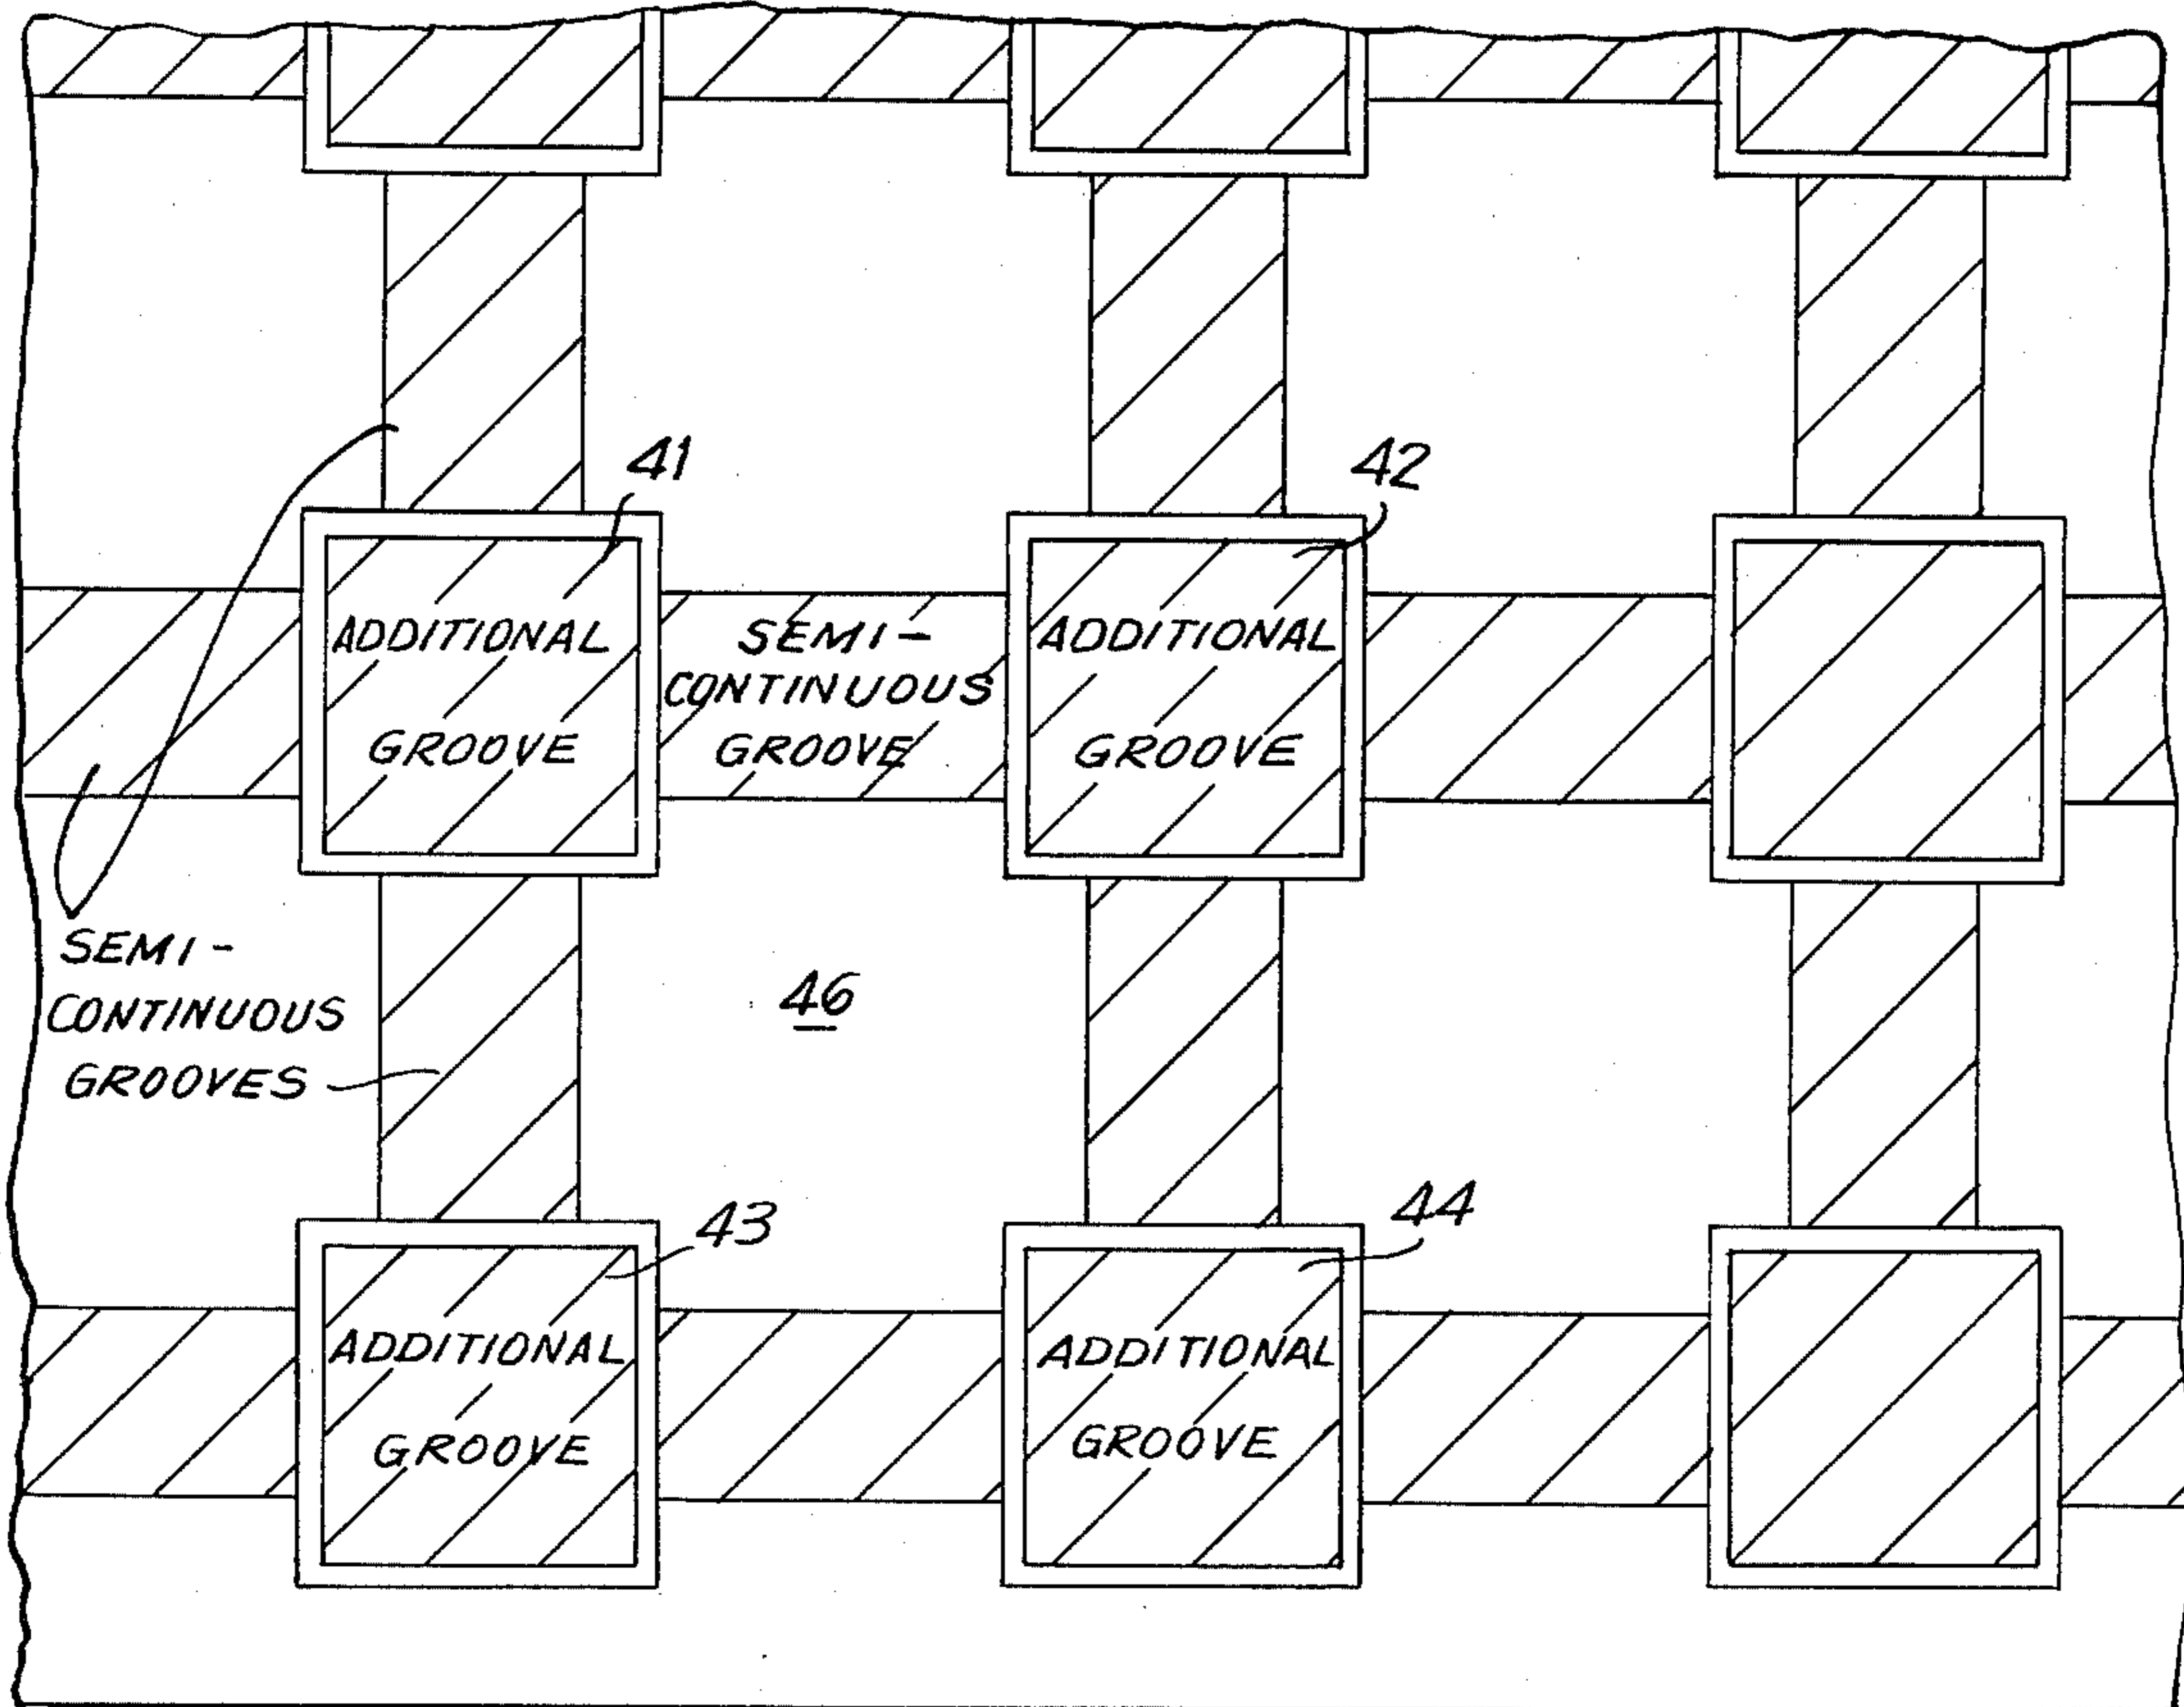 41
42
ADDITIONAL
GROOVE
SEMI-
CONTINUOUS
GROOVE
ADDITIONAL
GROOVE
SEMI-
CONTINUOUS
GROOVES
46
43
44
ADDITIONAL
GROOVE
ADDITIONAL
GROOVE